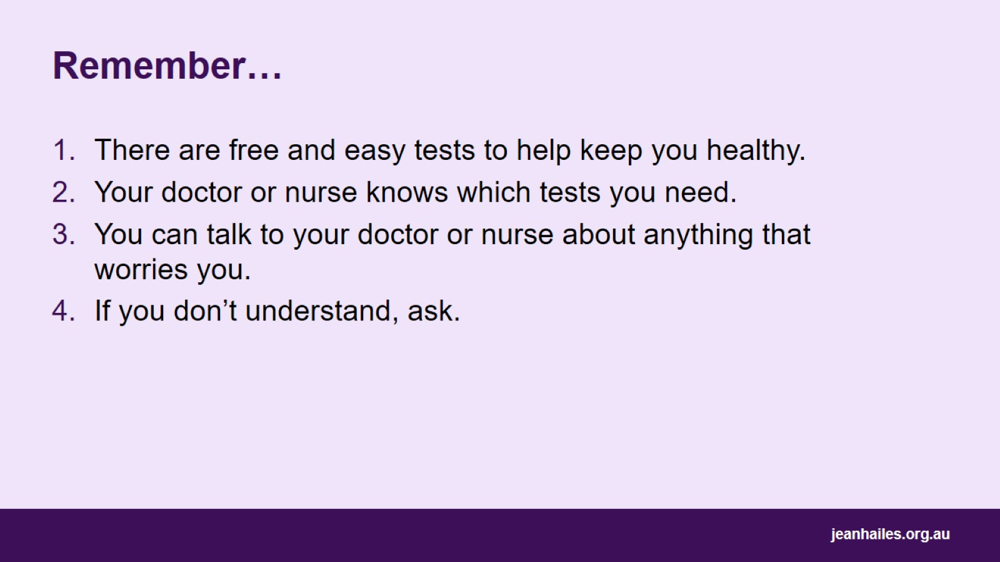 Remember…
1. There are free and easy tests to help keep you healthy.
2. Your doctor or nurse knows which tests you need.
3. You can talk to your doctor or nurse about anything that
worries you.
4. If you don’t understand, ask.
jeanhailes.org.au